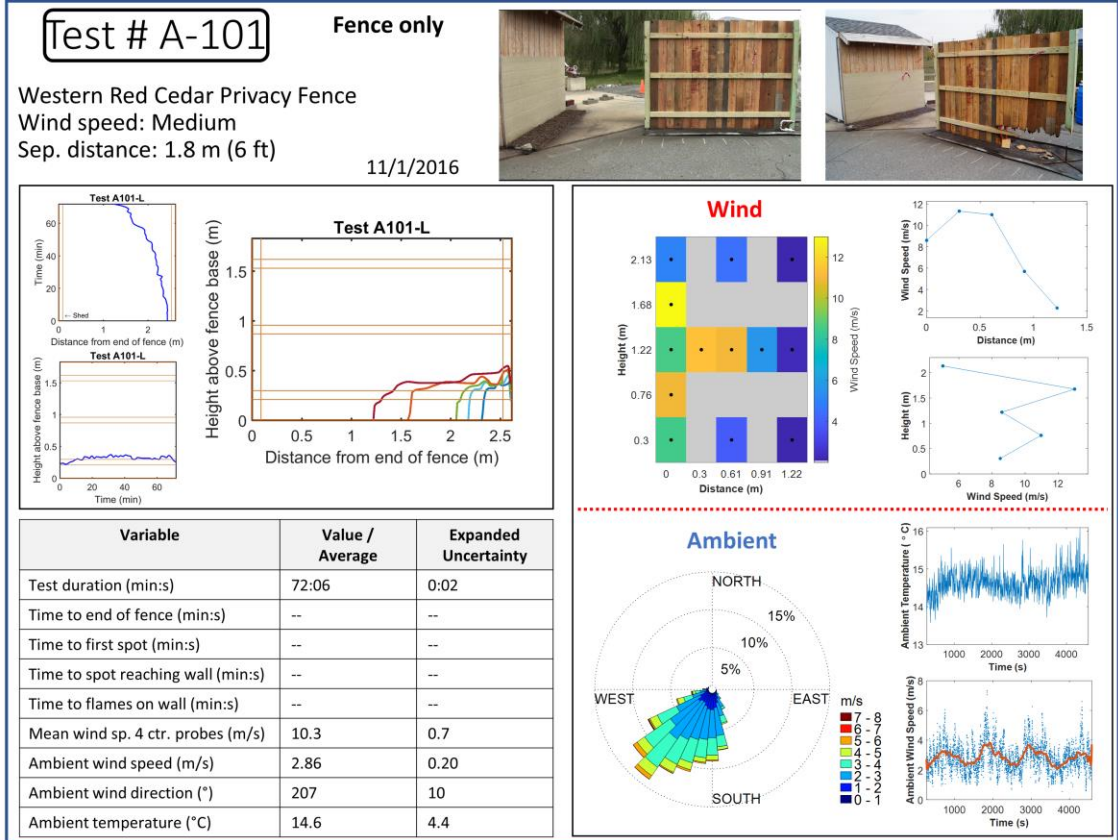 Test # A-101
Fence only
Western Red Cedar Privacy Fence
Wind speed: Medium
Sep. distance: 1.8 m (6 ft)
11/1/2016
Test A101-L
Time (min)
60
40
20
0
← Shed
0 1 2
Distance from end of fence (m)
Test A101-L
Height above fence base (m)
1.5
1
0.5
0
0 20 40 60
Time (min)
Test A101-L
Height above fence base (m)
1.5
1
0.5
0
0 0.5 1 1.5 2 2.5
Distance from end of fence (m)
Variable Value / Average Expanded Uncertainty
Test duration (min:s) 72:06 0:02
Time to end of fence (min:s) -- --
Time to first spot (min:s) -- --
Time to spot reaching wall (min:s) -- --
Time to flames on wall (min:s) -- --
Mean wind sp. 4 ctr. probes (m/s) 10.3 0.7
Ambient wind speed (m/s) 2.86 0.20
Ambient wind direction (°) 207 10
Ambient temperature (°C) 14.6 4.4
Wind
Height (m)
2.13
1.68
1.22
0.76
0.3
0 0.3 0.61 0.91 1.22
Distance (m)
12
10
8
6
4
Wind Speed (m/s)
Wind Speed (m/s)
12
10
8
6
4
2
0 0.5 1 1.5
Distance (m)
Height (m)
2
1.5
1
0.5
0
6 8 10 12
Wind Speed (m/s)
Ambient
NORTH
15%
10%
5%
WEST
EAST
SOUTH
m/s
7 - 8
6 - 7
5 - 6
4 - 5
3 - 4
2 - 3
1 - 2
0 - 1
Ambient Temperature (°C)
16
15
14
13
1000 2000 3000 4000
Time (s)
Ambient Wind Speed (m/s)
8
6
4
2
0
1000 2000 3000 4000
Time (s)